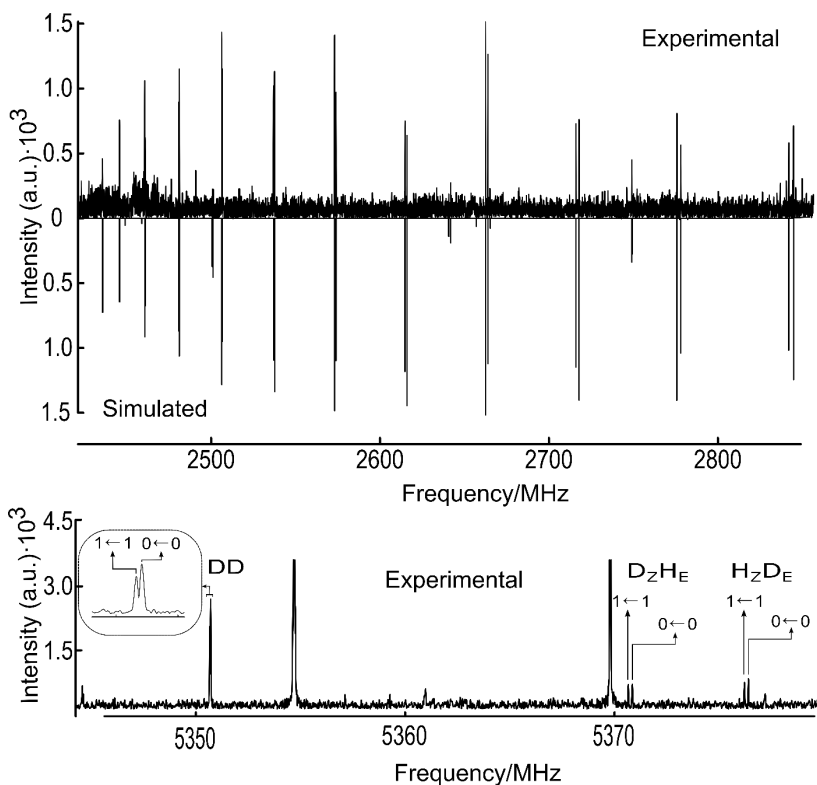 1.5
Experimental
1.0
0.5
0
Intensity (a.u.)·10³
0.5
1.0
Simulated
1.5
2500 2600 2700 2800
Frequency/MHz
4.5
1←1 0←0 DD Experimental D_ZH_E H_ZD_E
1←1 1←1
3.0 0←0 0←0
1.5
Intensity (a.u.)·10³
5350 5360 5370
Frequency/MHz